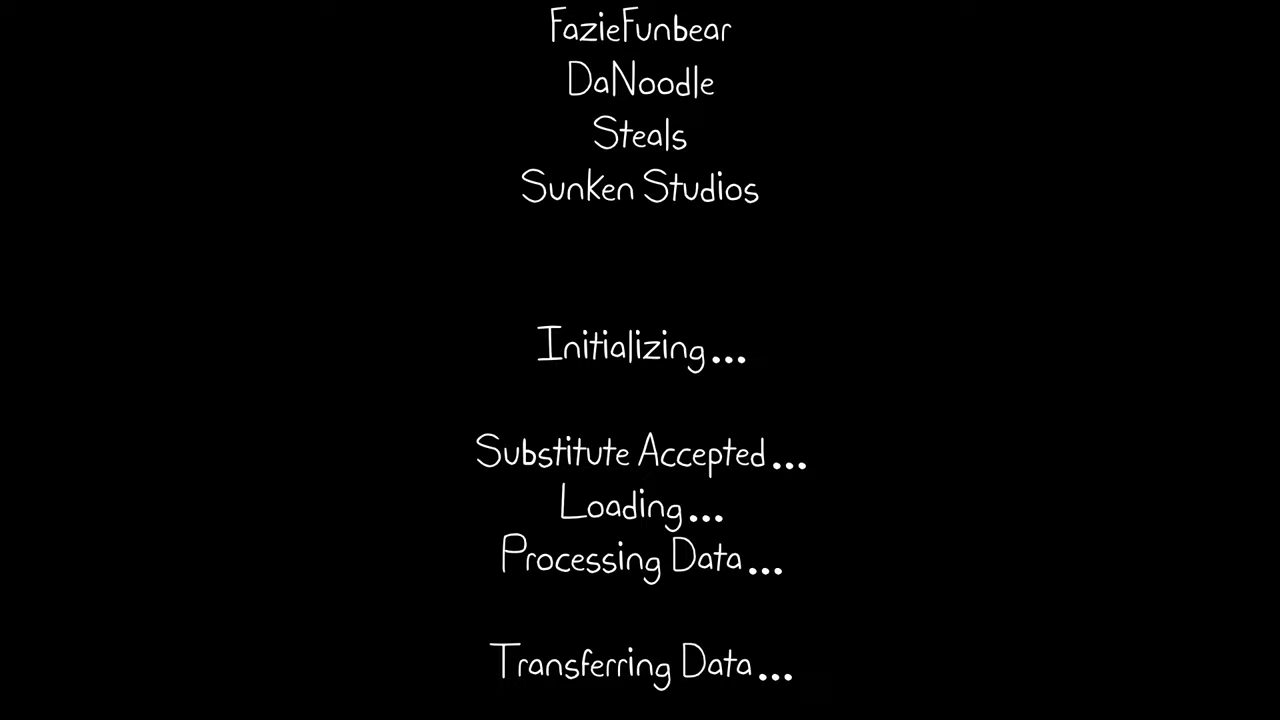 FazieFunbear
DaNoodle
Steals
Sunken Studios
Initializing...
Substitute Accepted...
Loading...
Processing Data...
Transferring Data...